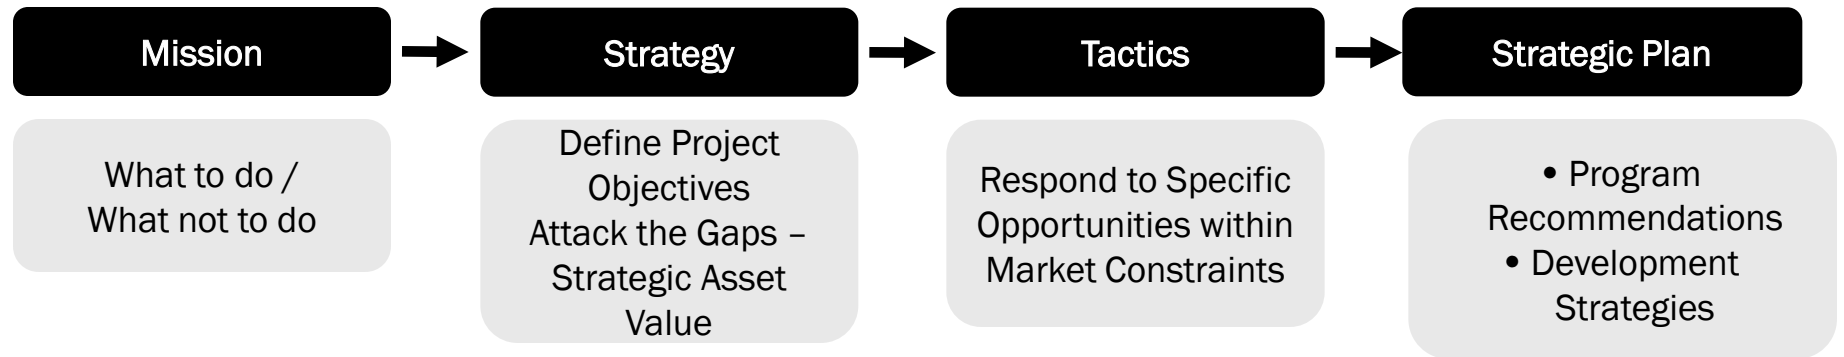 Mission
What to do /
What not to do
Strategy
Define Project
Objectives
Attack the Gaps –
Strategic Asset
Value
Tactics
Respond to Specific
Opportunities within
Market Constraints
Strategic Plan
• Program
Recommendations
• Development
Strategies